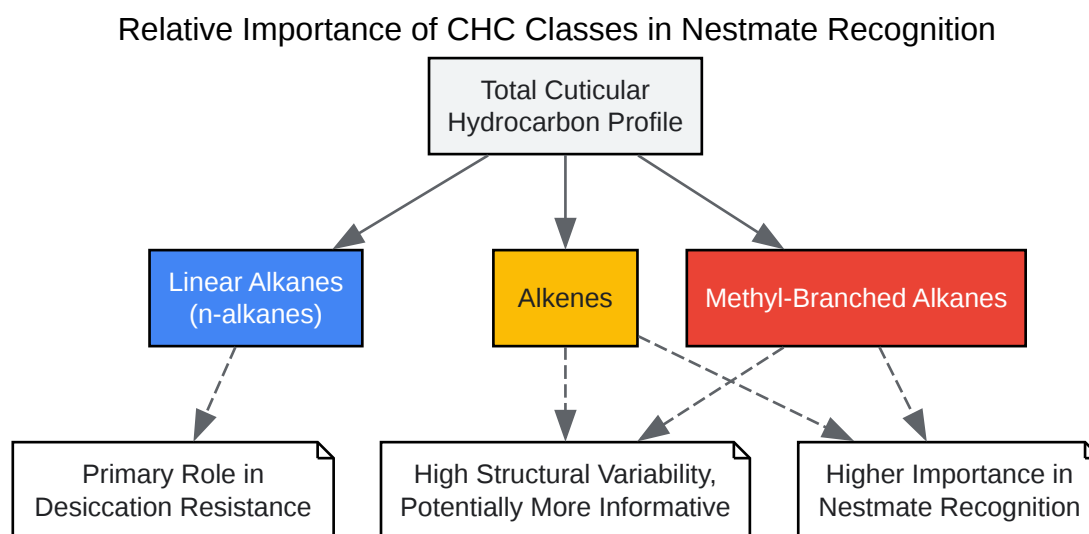 Relative Importance of CHC Classes in Nestmate Recognition
Total Cuticular
Hydrocarbon Profile
Linear Alkanes
(n-alkanes)
Alkenes
Methyl-Branched Alkanes
Primary Role in
Desiccation Resistance
High Structural Variability,
Potentially More Informative
Higher Importance in
Nestmate Recognition